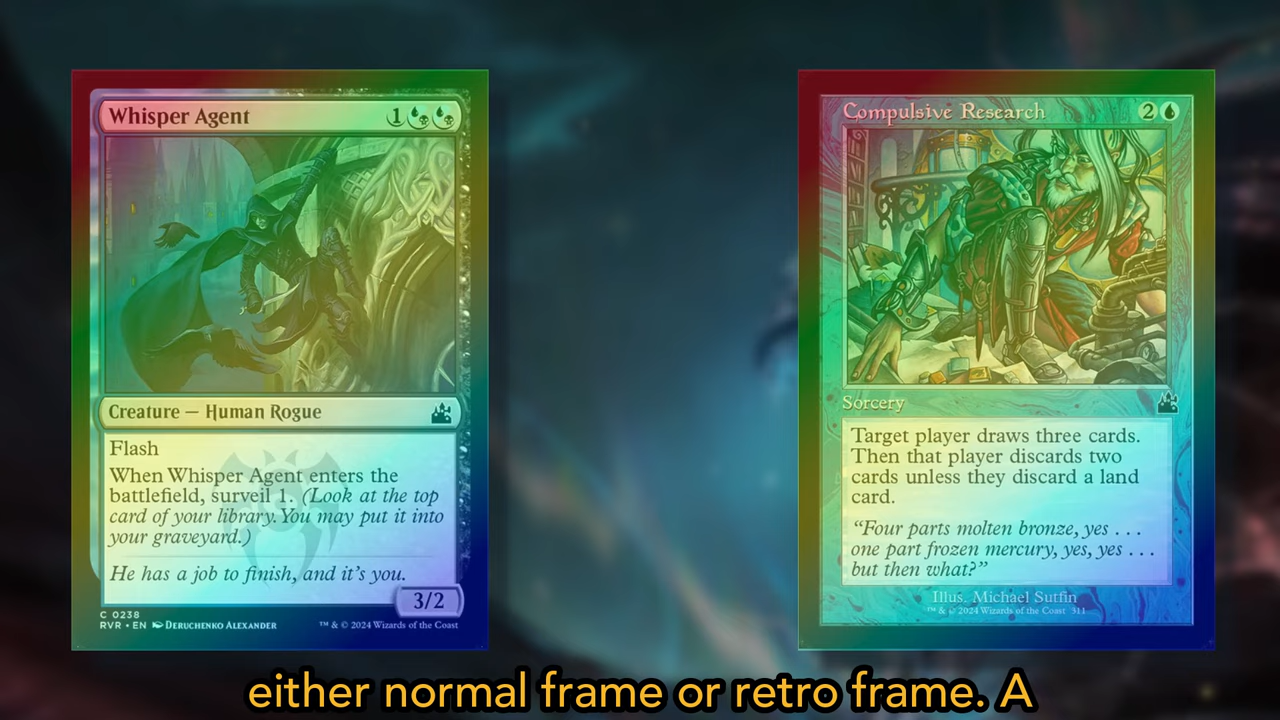 Whisper Agent 1
Creature — Human Rogue
Flash
When Whisper Agent enters the
battlefield, surveil 1. (Look at the top
card of your library. You may put it into
your graveyard.)
He has a job to finish, and it's you.
3/2
C 0238
RVR • EN Deruchenko Alexander
™ & © 2024 Wizards of the Coast
Compulsive Research 2
Sorcery
Target player draws three cards.
Then that player discards two
cards unless they discard a land
card.
“Four parts molten bronze, yes . . .
one part frozen mercury, yes, yes . . .
but then what?”
Illus. Michael Sutfin
™ & © 2024 Wizards of the Coast 311
either normal frame or retro frame. A